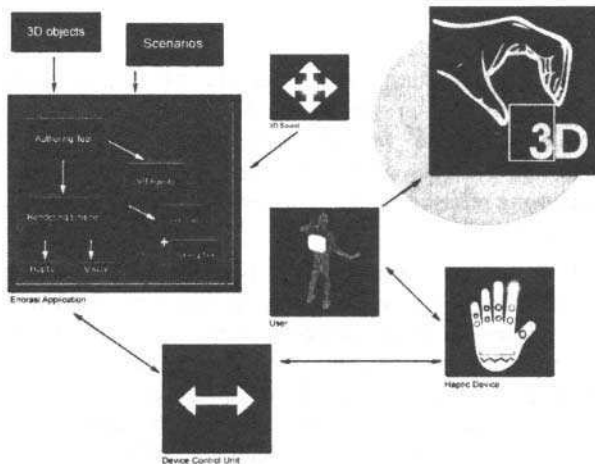 3D objects
Scenarios
3D
Authoring Tool
3D Sound
Rendering Engine
Haptic
Visual
Enorasi Application
User
Haptic Device
Device Control Unit